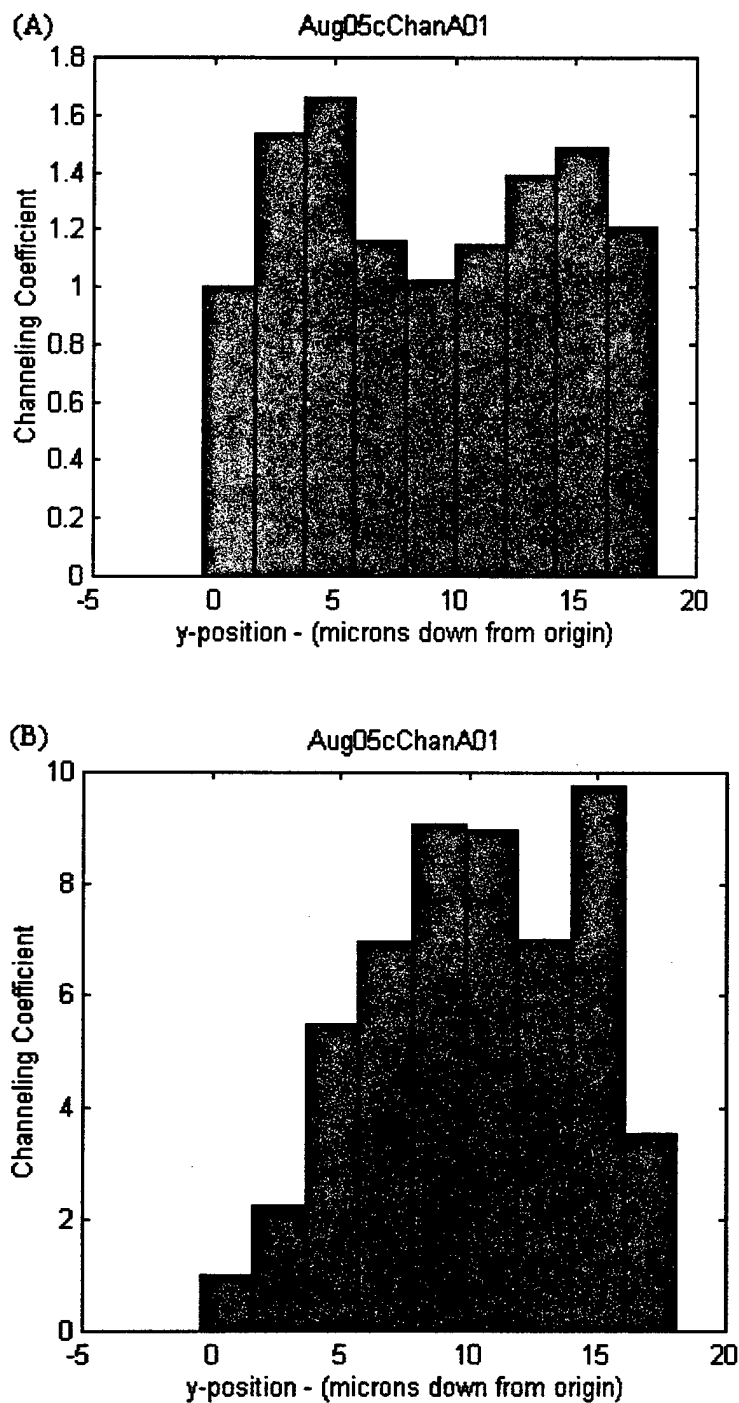 (A)
Aug05cChanA01
1.8
1.6
1.4
1.2
1
0.8
0.6
0.4
0.2
0
Channeling Coefficient
-5 0 5 10 15 20
y-position - (microns down from origin)
(B)
Aug05cChanA01
10
8
6
4
2
0
Channeling Coefficient
-5 0 5 10 15 20
y-position - (microns down from origin)